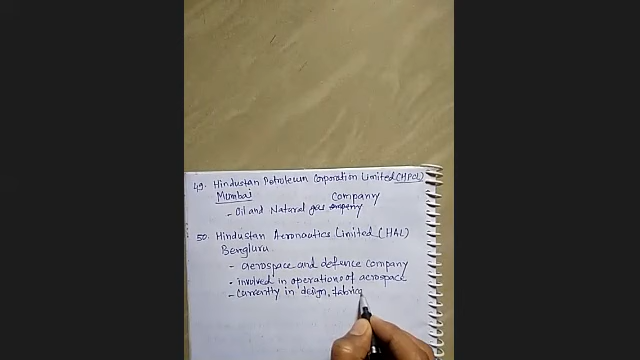 49. Hindustan Petroleum Corporation Limited (HPCL)
Mumbai
Company
- Oil and Natural gas
50. Hindustan Aeronautics Limited (HAL)
Bengluru
- aerospace and defence company
- involved in operations of aerospace
- currently in design, fabrica